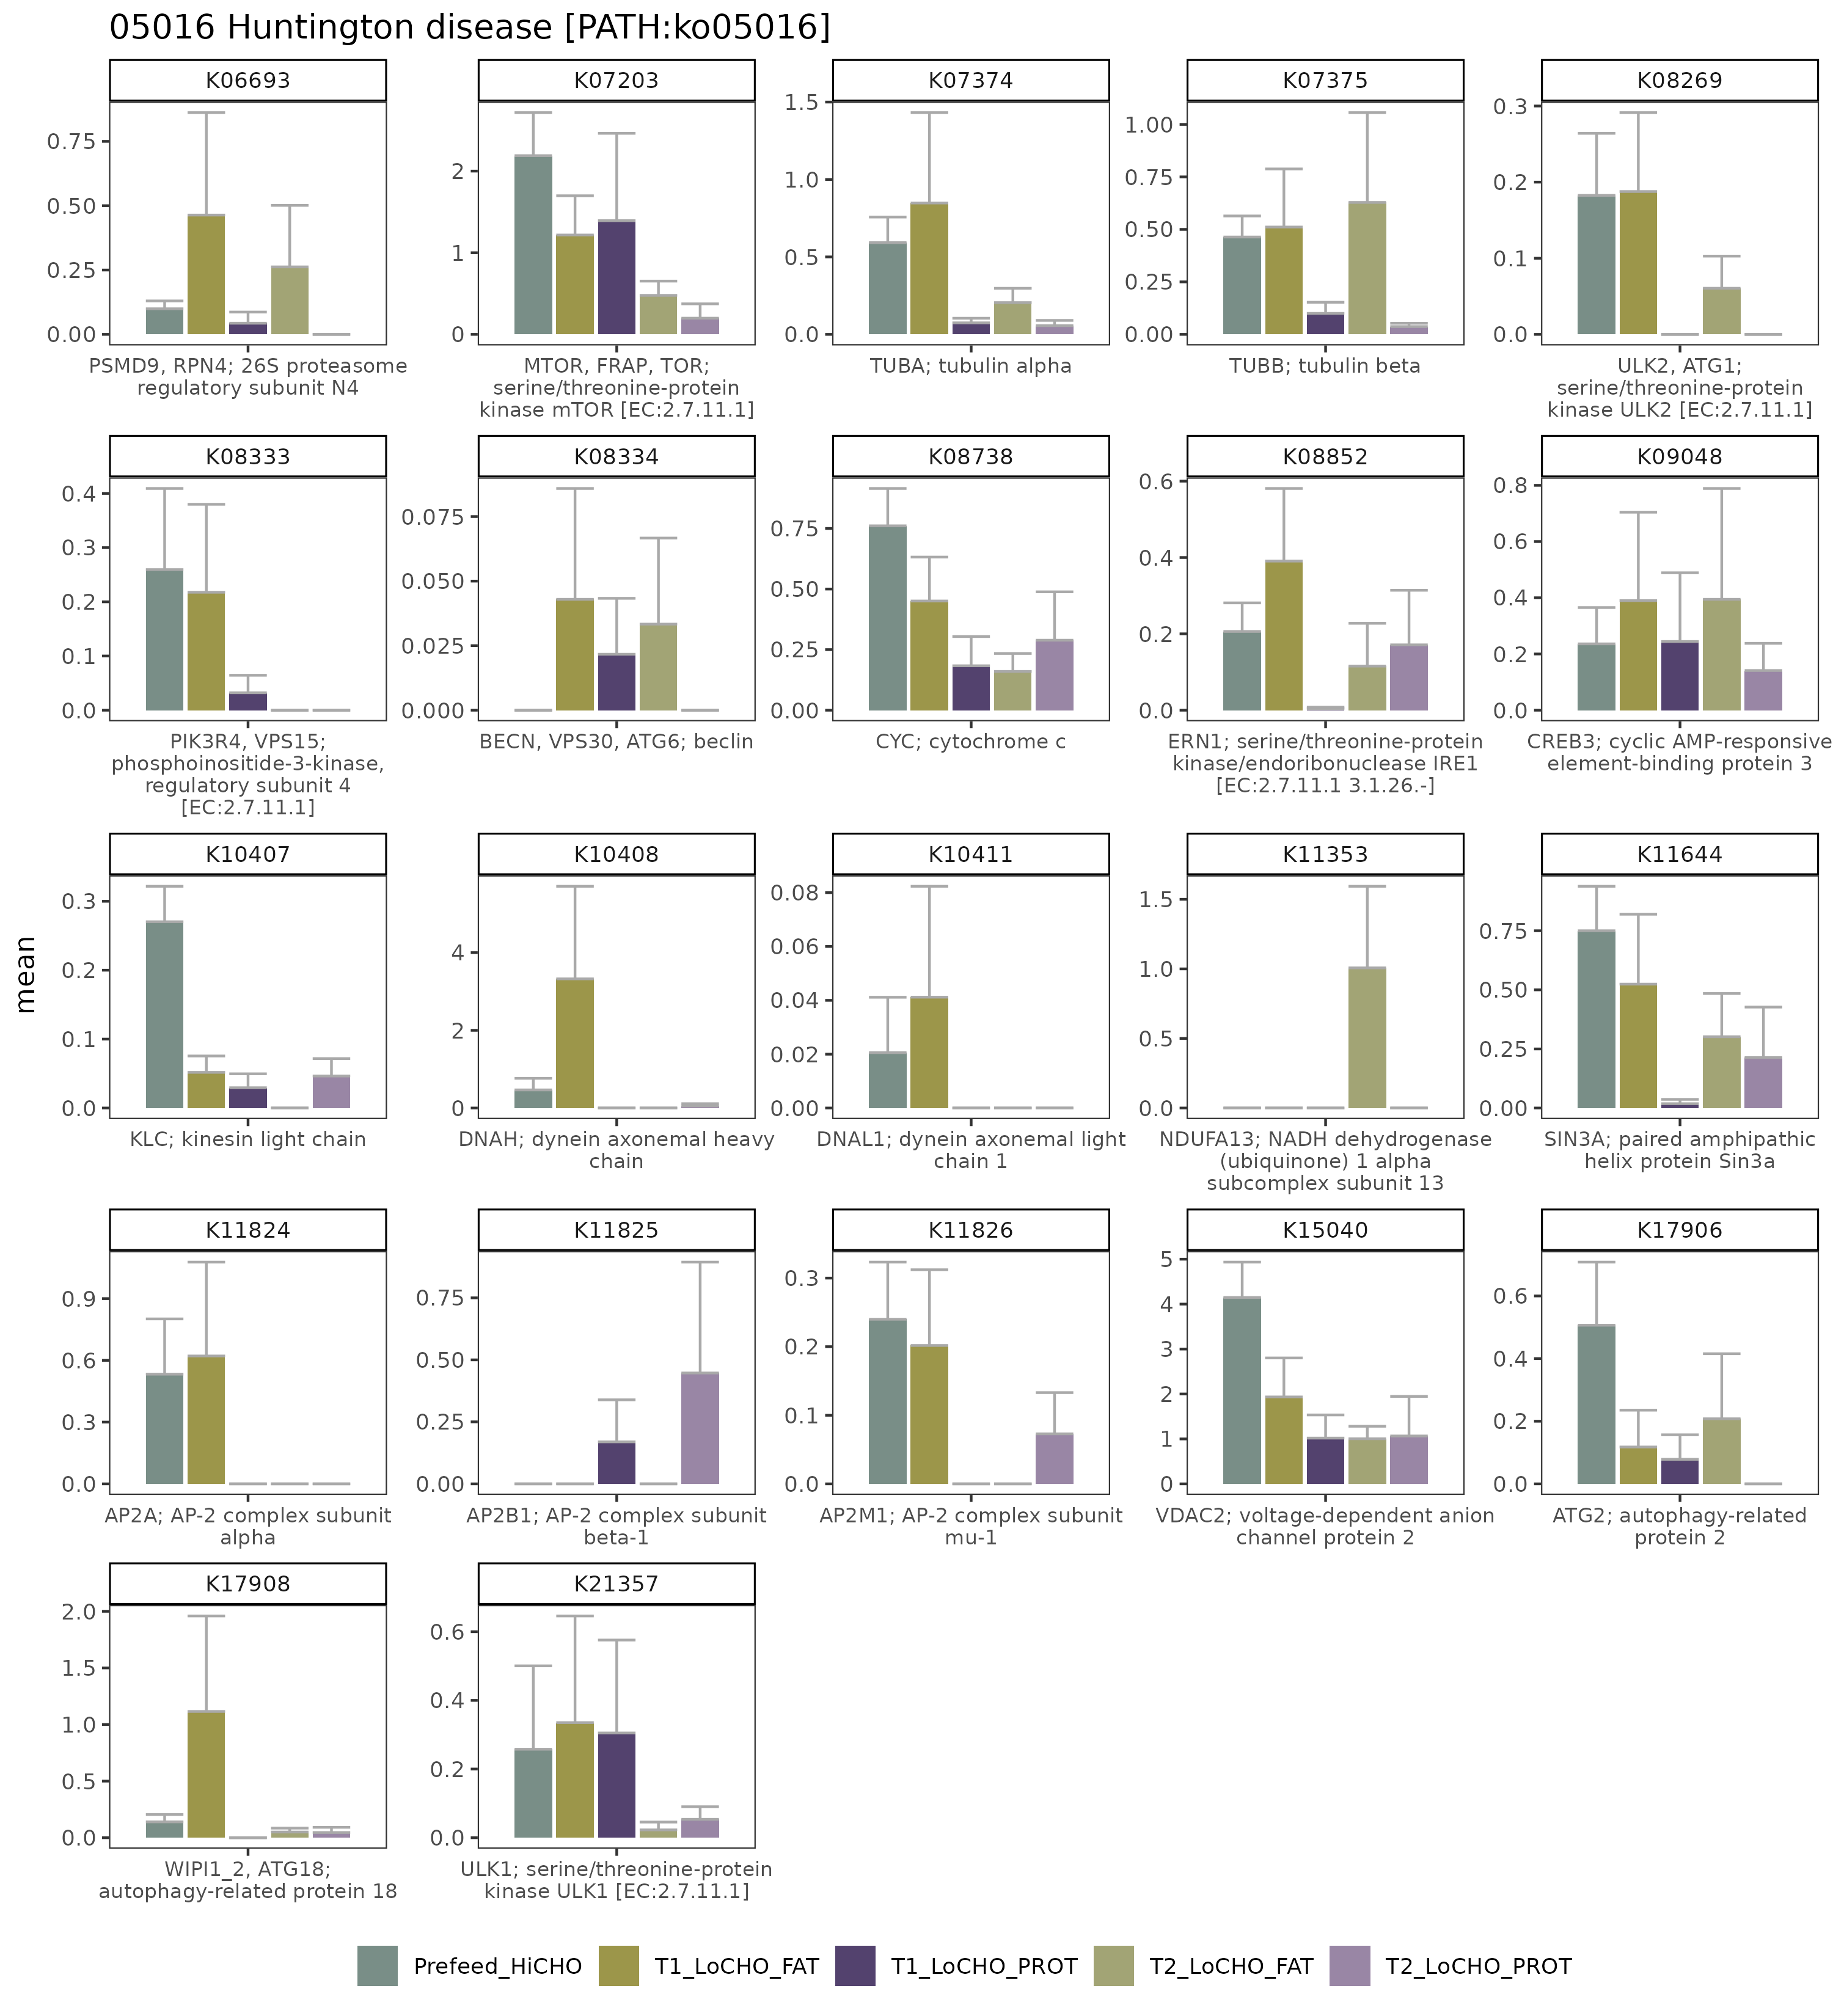 05016 Huntington disease [PATH:ko05016]
K06693
K07203
K07374
K07375
K08269
0.75
0.50
0.25
0.00
2
1
0
1.5
1.0
0.5
0.0
1.00
0.75
0.50
0.25
0.00
0.3
0.2
0.1
0.0
PSMD9, RPN4; 26S proteasome
regulatory subunit N4
MTOR, FRAP, TOR;
serine/threonine-protein
kinase mTOR [EC:2.7.11.1]
TUBA; tubulin alpha
TUBB; tubulin beta
ULK2, ATG1;
serine/threonine-protein
kinase ULK2 [EC:2.7.11.1]
K08333
K08334
K08738
K08852
K09048
0.4
0.3
0.2
0.1
0.0
0.075
0.050
0.025
0.000
0.75
0.50
0.25
0.00
0.6
0.4
0.2
0.0
0.8
0.6
0.4
0.2
0.0
PIK3R4, VPS15;
phosphoinositide-3-kinase,
regulatory subunit 4
[EC:2.7.11.1]
BECN, VPS30, ATG6; beclin
CYC; cytochrome c
ERN1; serine/threonine-protein
kinase/endoribonuclease IRE1
[EC:2.7.11.1 3.1.26.-]
CREB3; cyclic AMP-responsive
element-binding protein 3
mean
K10407
K10408
K10411
K11353
K11644
0.3
0.2
0.1
0.0
4
2
0
0.08
0.06
0.04
0.02
0.00
1.5
1.0
0.5
0.0
0.75
0.50
0.25
0.00
KLC; kinesin light chain
DNAH; dynein axonemal heavy
chain
DNAL1; dynein axonemal light
chain 1
NDUFA13; NADH dehydrogenase
(ubiquinone) 1 alpha
subcomplex subunit 13
SIN3A; paired amphipathic
helix protein Sin3a
K11824
K11825
K11826
K15040
K17906
0.9
0.6
0.3
0.0
0.75
0.50
0.25
0.00
0.3
0.2
0.1
0.0
5
4
3
2
1
0
0.6
0.4
0.2
0.0
AP2A; AP-2 complex subunit
alpha
AP2B1; AP-2 complex subunit
beta-1
AP2M1; AP-2 complex subunit
mu-1
VDAC2; voltage-dependent anion
channel protein 2
ATG2; autophagy-related
protein 2
K17908
K21357
2.0
1.5
1.0
0.5
0.0
0.6
0.4
0.2
0.0
WIPI1_2, ATG18;
autophagy-related protein 18
ULK1; serine/threonine-protein
kinase ULK1 [EC:2.7.11.1]
Prefeed_HiCHO
T1_LoCHO_FAT
T1_LoCHO_PROT
T2_LoCHO_FAT
T2_LoCHO_PROT